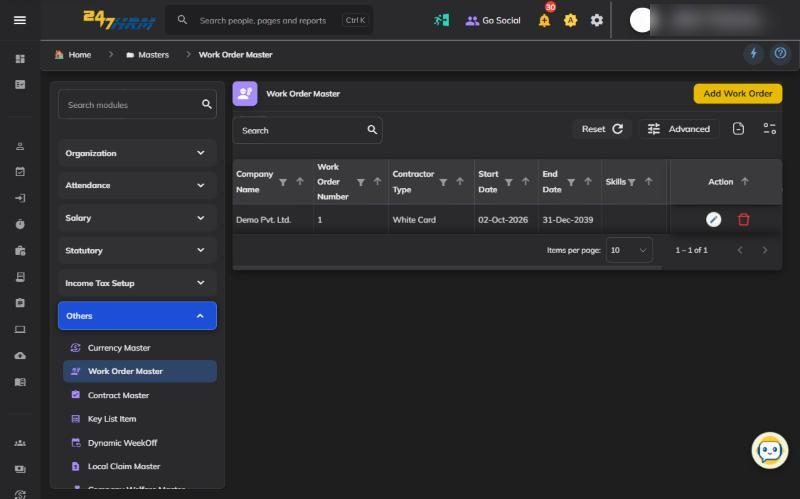 247HRM
Search people, pages and reports
Ctrl K
Go Social
30
A
Home > Masters > Work Order Master
Search modules
Organization
Attendance
Salary
Statutory
Income Tax Setup
Others
Currency Master
Work Order Master
Contract Master
Key List Item
Dynamic WeekOff
Local Claim Master
Company Welfare Master
Work Order Master
Add Work Order
Search
Reset
Advanced
Company Name
Work Order Number
Contractor Type
Start Date
End Date
Skills
Action
Demo Pvt. Ltd.
1
White Card
02-Oct-2026
31-Dec-2039
Items per page:
10
1 – 1 of 1